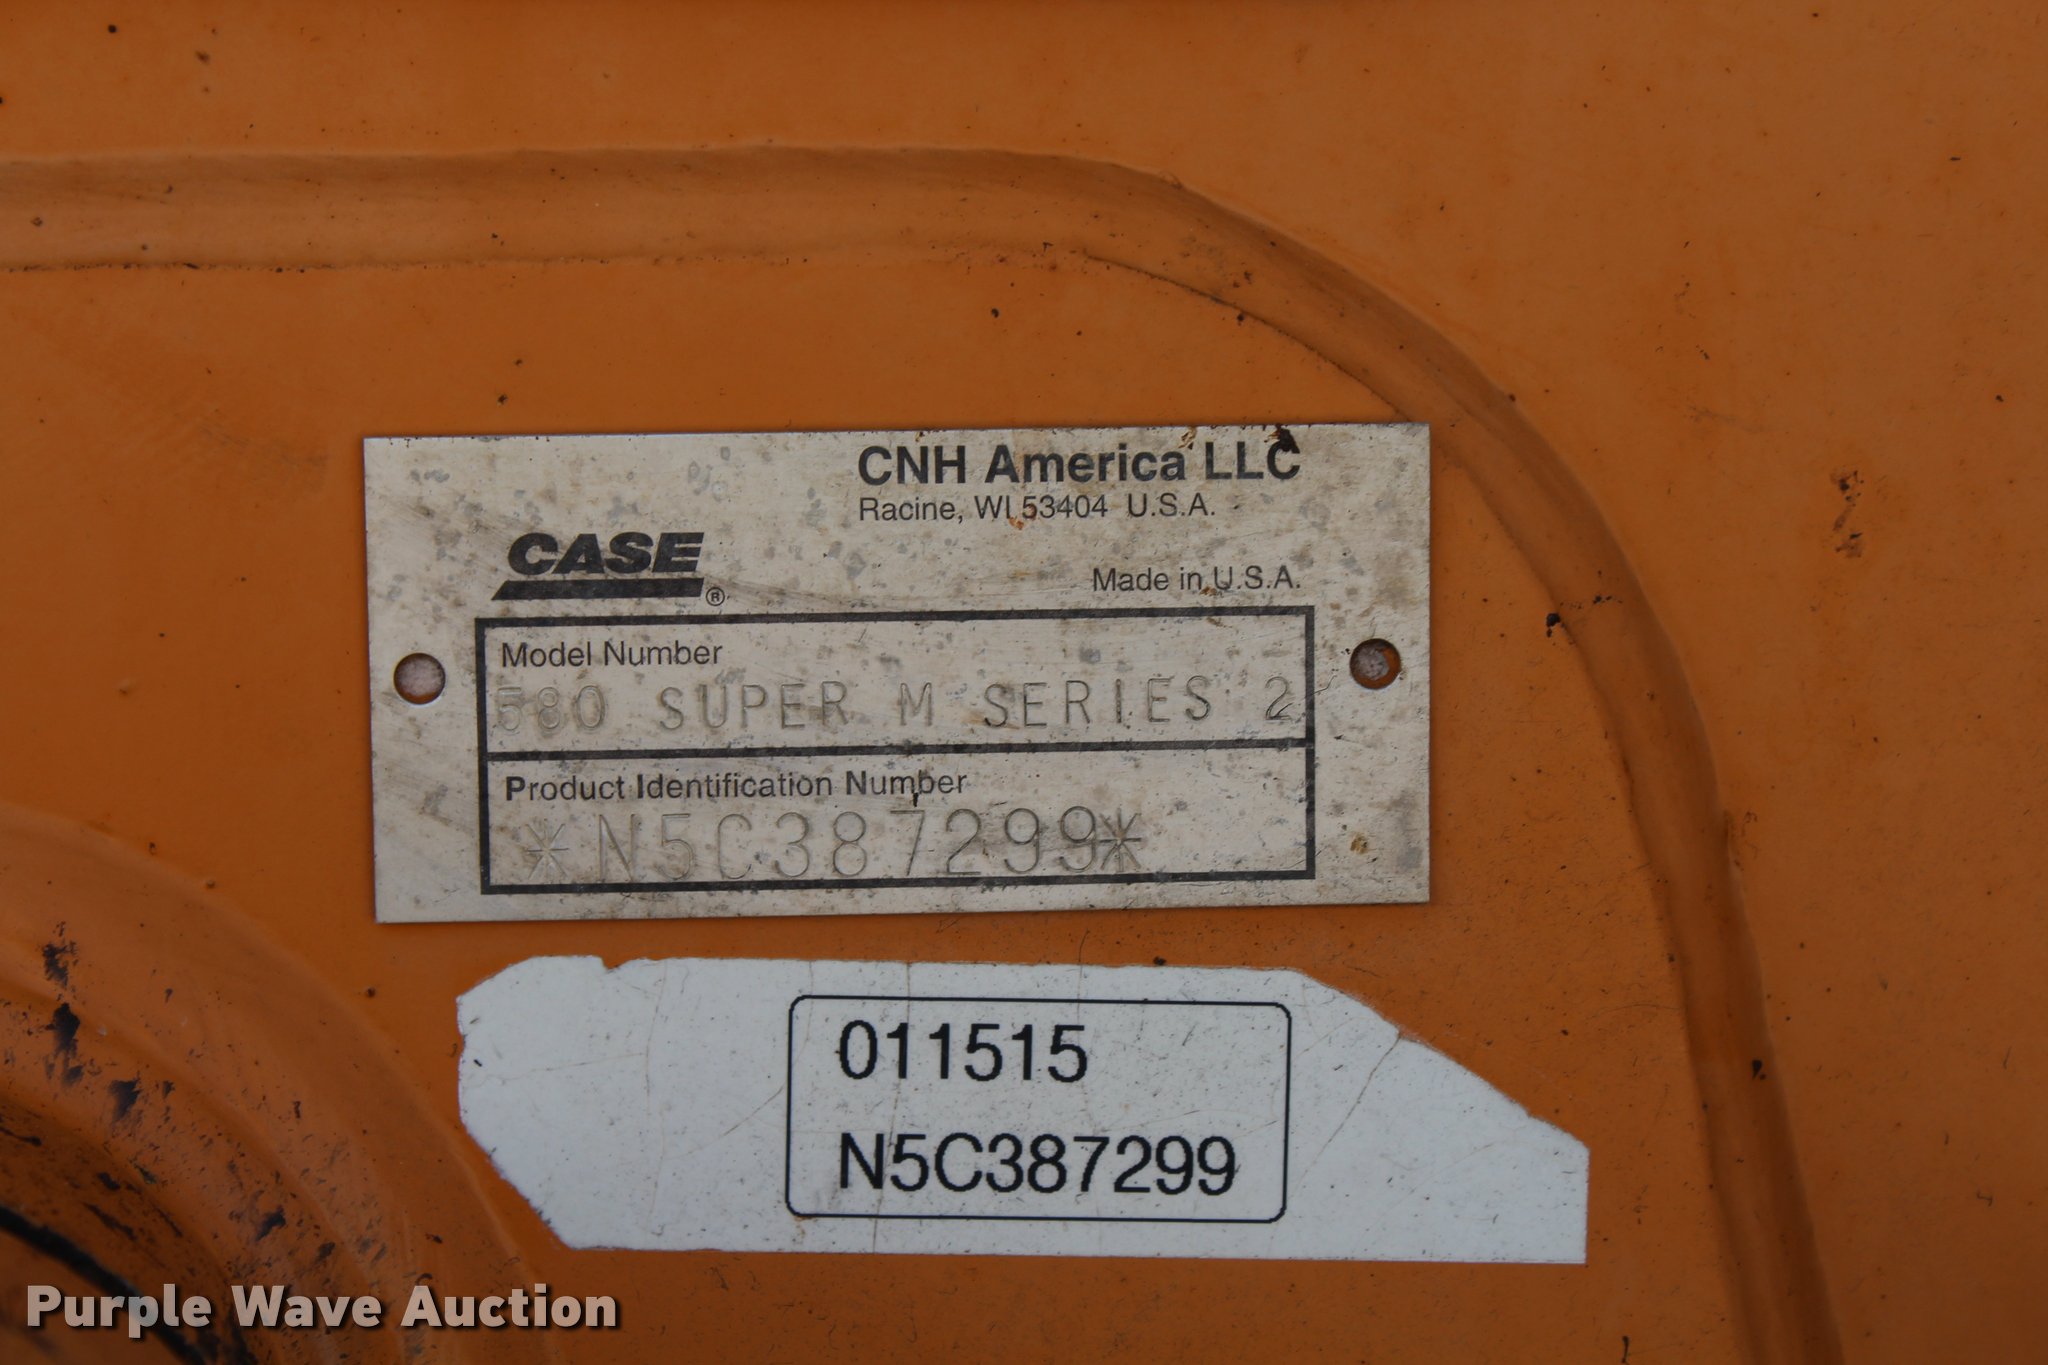 CNH America LLC
Racine, WI 53404 U.S.A.
CASE ®
Made in U.S.A.
Model Number
580 SUPER M SERIES 2
Product Identification Number
*N5C387299*
011515
N5C387299
Purple Wave Auction